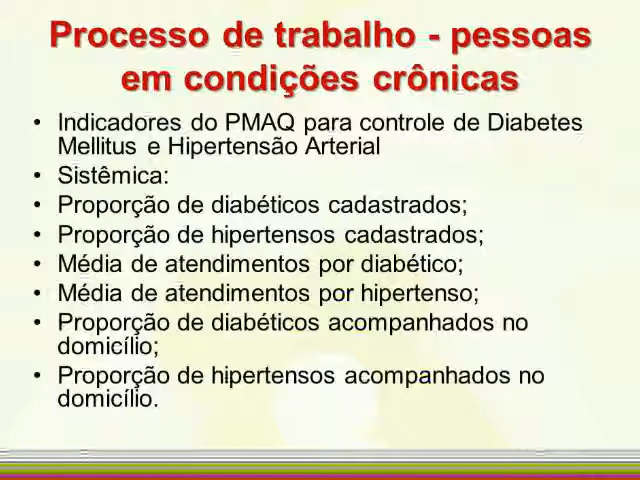 Processo de trabalho - pessoas
em condições crônicas
• Indicadores do PMAQ para controle de Diabetes
Mellitus e Hipertensão Arterial
• Sistêmica:
• Proporção de diabéticos cadastrados;
• Proporção de hipertensos cadastrados;
• Média de atendimentos por diabético;
• Média de atendimentos por hipertenso;
• Proporção de diabéticos acompanhados no
domicílio;
• Proporção de hipertensos acompanhados no
domicílio.